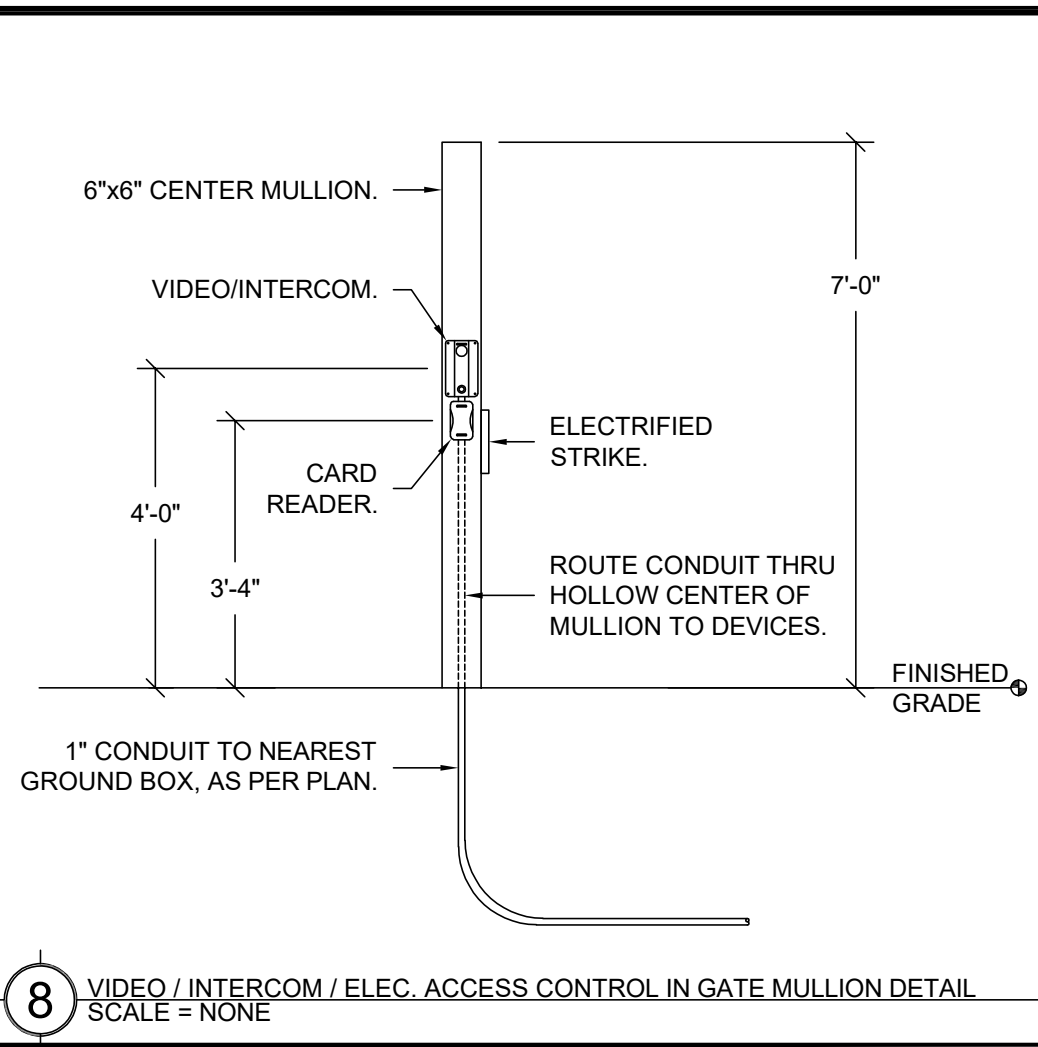 6"x6" CENTER MULLION.
VIDEO/INTERCOM.
7'-0"
ELECTRIFIED
STRIKE.
CARD
READER.
4'-0"
3'-4"
ROUTE CONDUIT THRU
HOLLOW CENTER OF
MULLION TO DEVICES.
FINISHED
GRADE
1" CONDUIT TO NEAREST
GROUND BOX, AS PER PLAN.
8
VIDEO / INTERCOM / ELEC. ACCESS CONTROL IN GATE MULLION DETAIL
SCALE = NONE